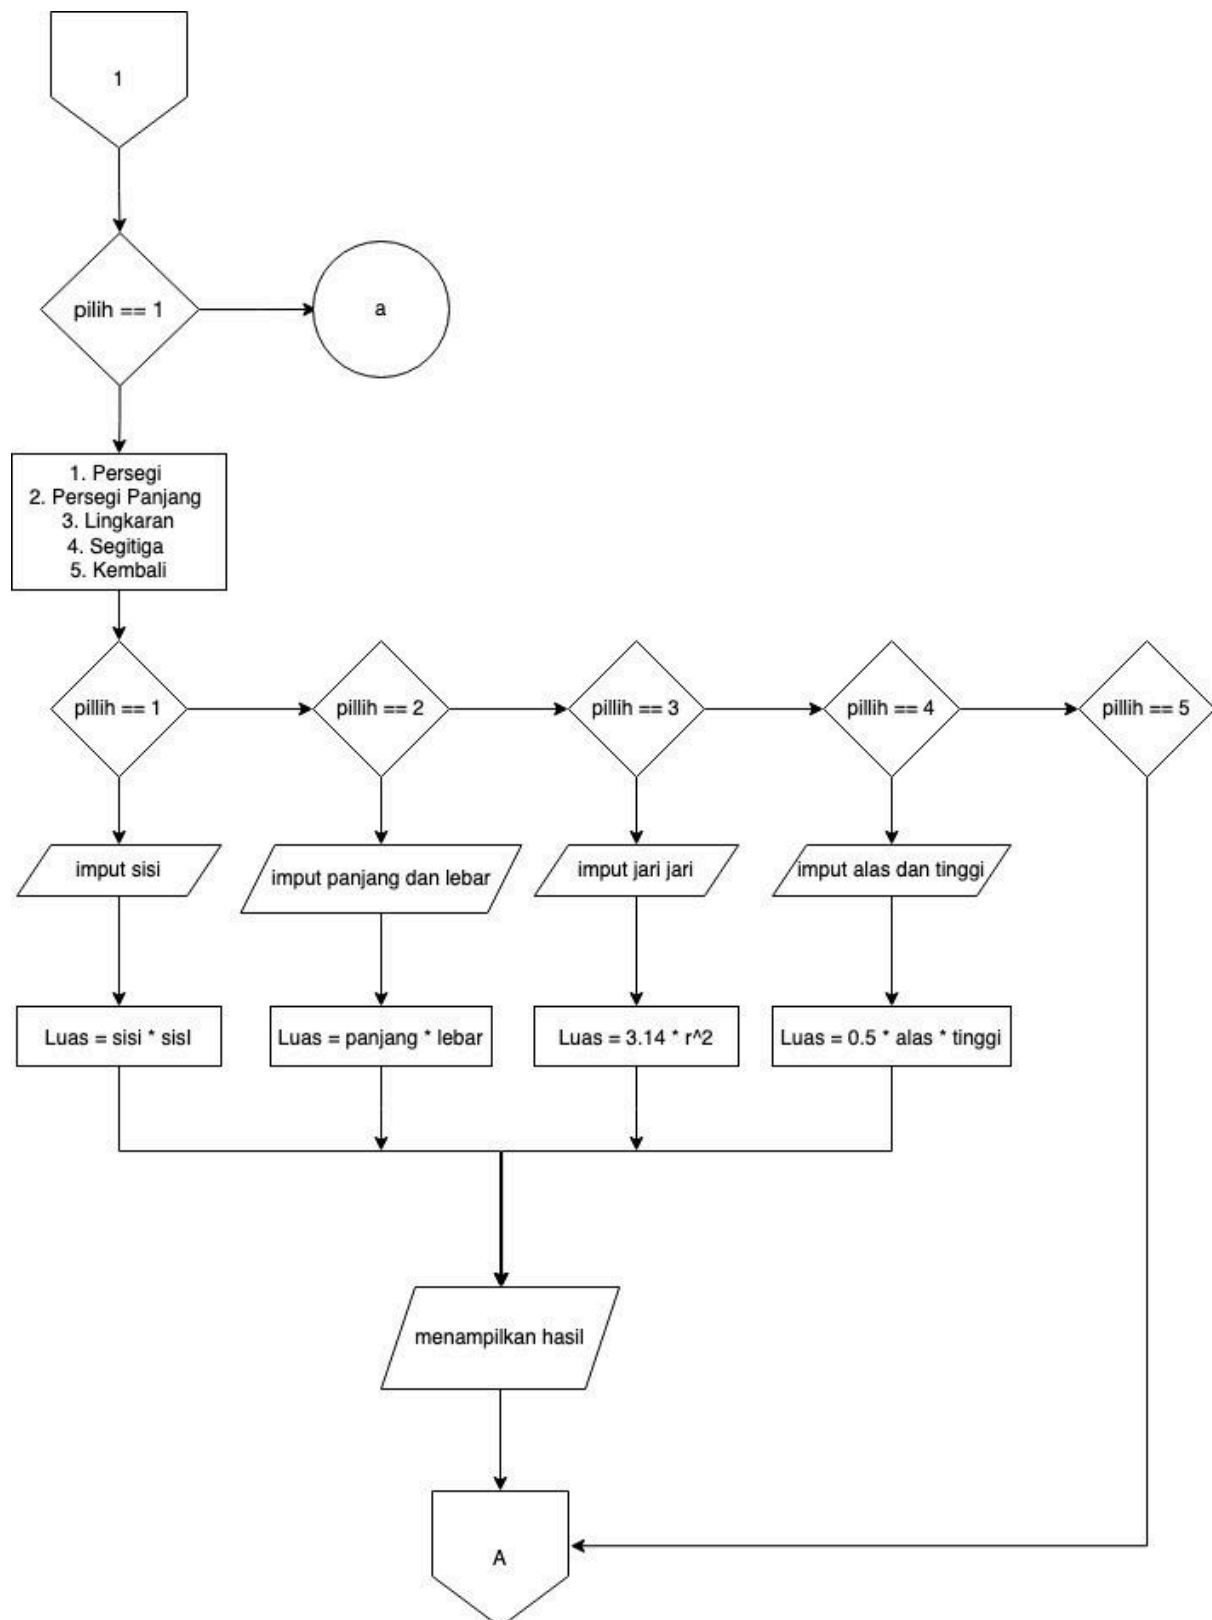 1
pilih == 1
a
1. Persegi
2. Persegi Panjang
3. Lingkaran
4. Segitiga
5. Kembali
pillih == 1
pillih == 2
pillih == 3
pillih == 4
pillih == 5
imput sisi
imput panjang dan lebar
imput jari jari
imput alas dan tinggi
Luas = sisi * sisI
Luas = panjang * lebar
Luas = 3.14 * r^2
Luas = 0.5 * alas * tinggi
menampilkan hasil
A